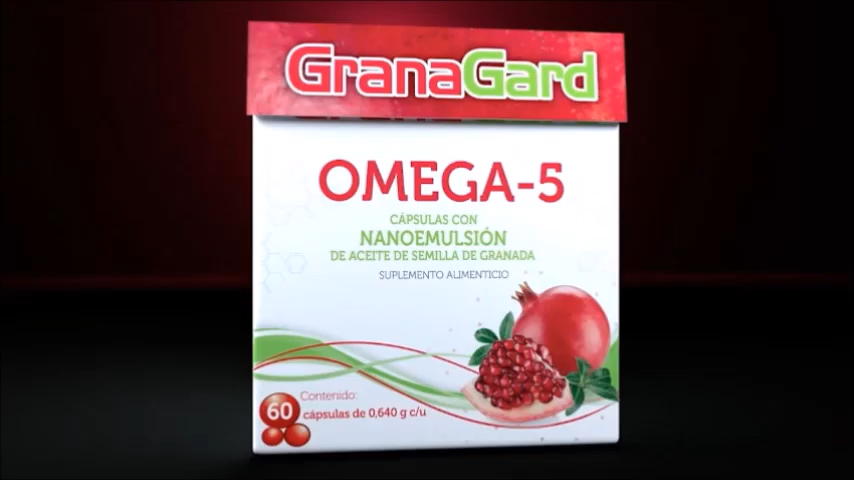 GranaGard
OMEGA-5
CÁPSULAS CON
NANOEMULSIÓN
DE ACEITE DE SEMILLA DE GRANADA
SUPLEMENTO ALIMENTICIO
Contenido:
60 cápsulas de 0,640 g c/u